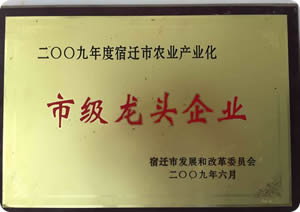 二〇〇九年度宿迁市农业产业化
市级龙头企业
宿迁市发展和改革委员会
二〇〇九年六月